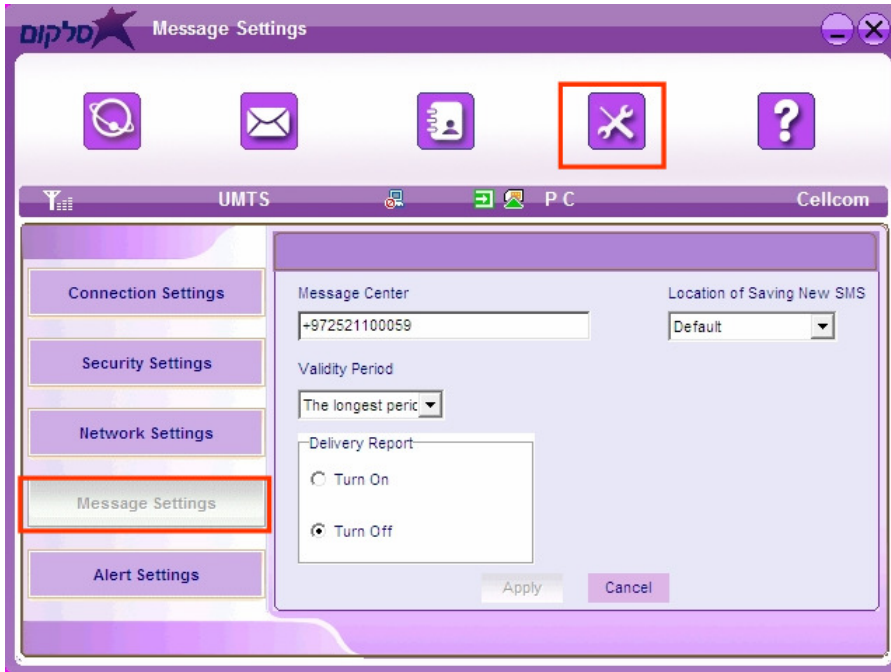 סלקום Message Settings
UMTS PC Cellcom
Connection Settings
Security Settings
Network Settings
Message Settings
Alert Settings
Message Center
+972521100059
Location of Saving New SMS
Default
Validity Period
The longest peric
Delivery Report
Turn On
Turn Off
Apply Cancel